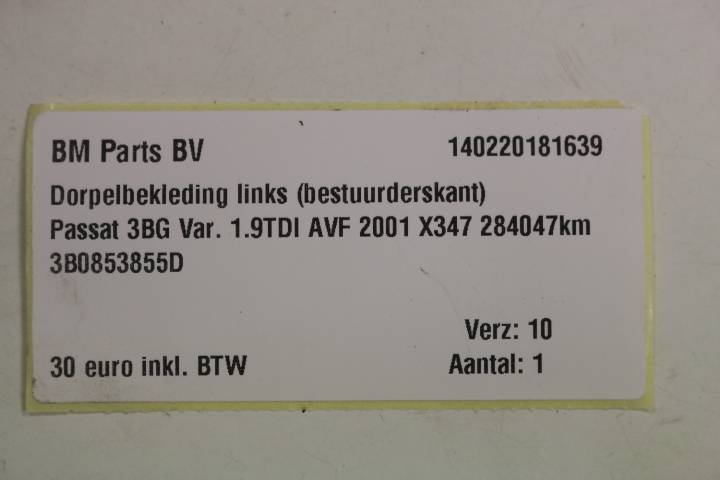 BM Parts BV 140220181639
Dorpelbekleding links (bestuurderskant)
Passat 3BG Var. 1.9TDI AVF 2001 X347 284047km
3B0853855D
Verz: 10
30 euro inkl. BTW Aantal: 1